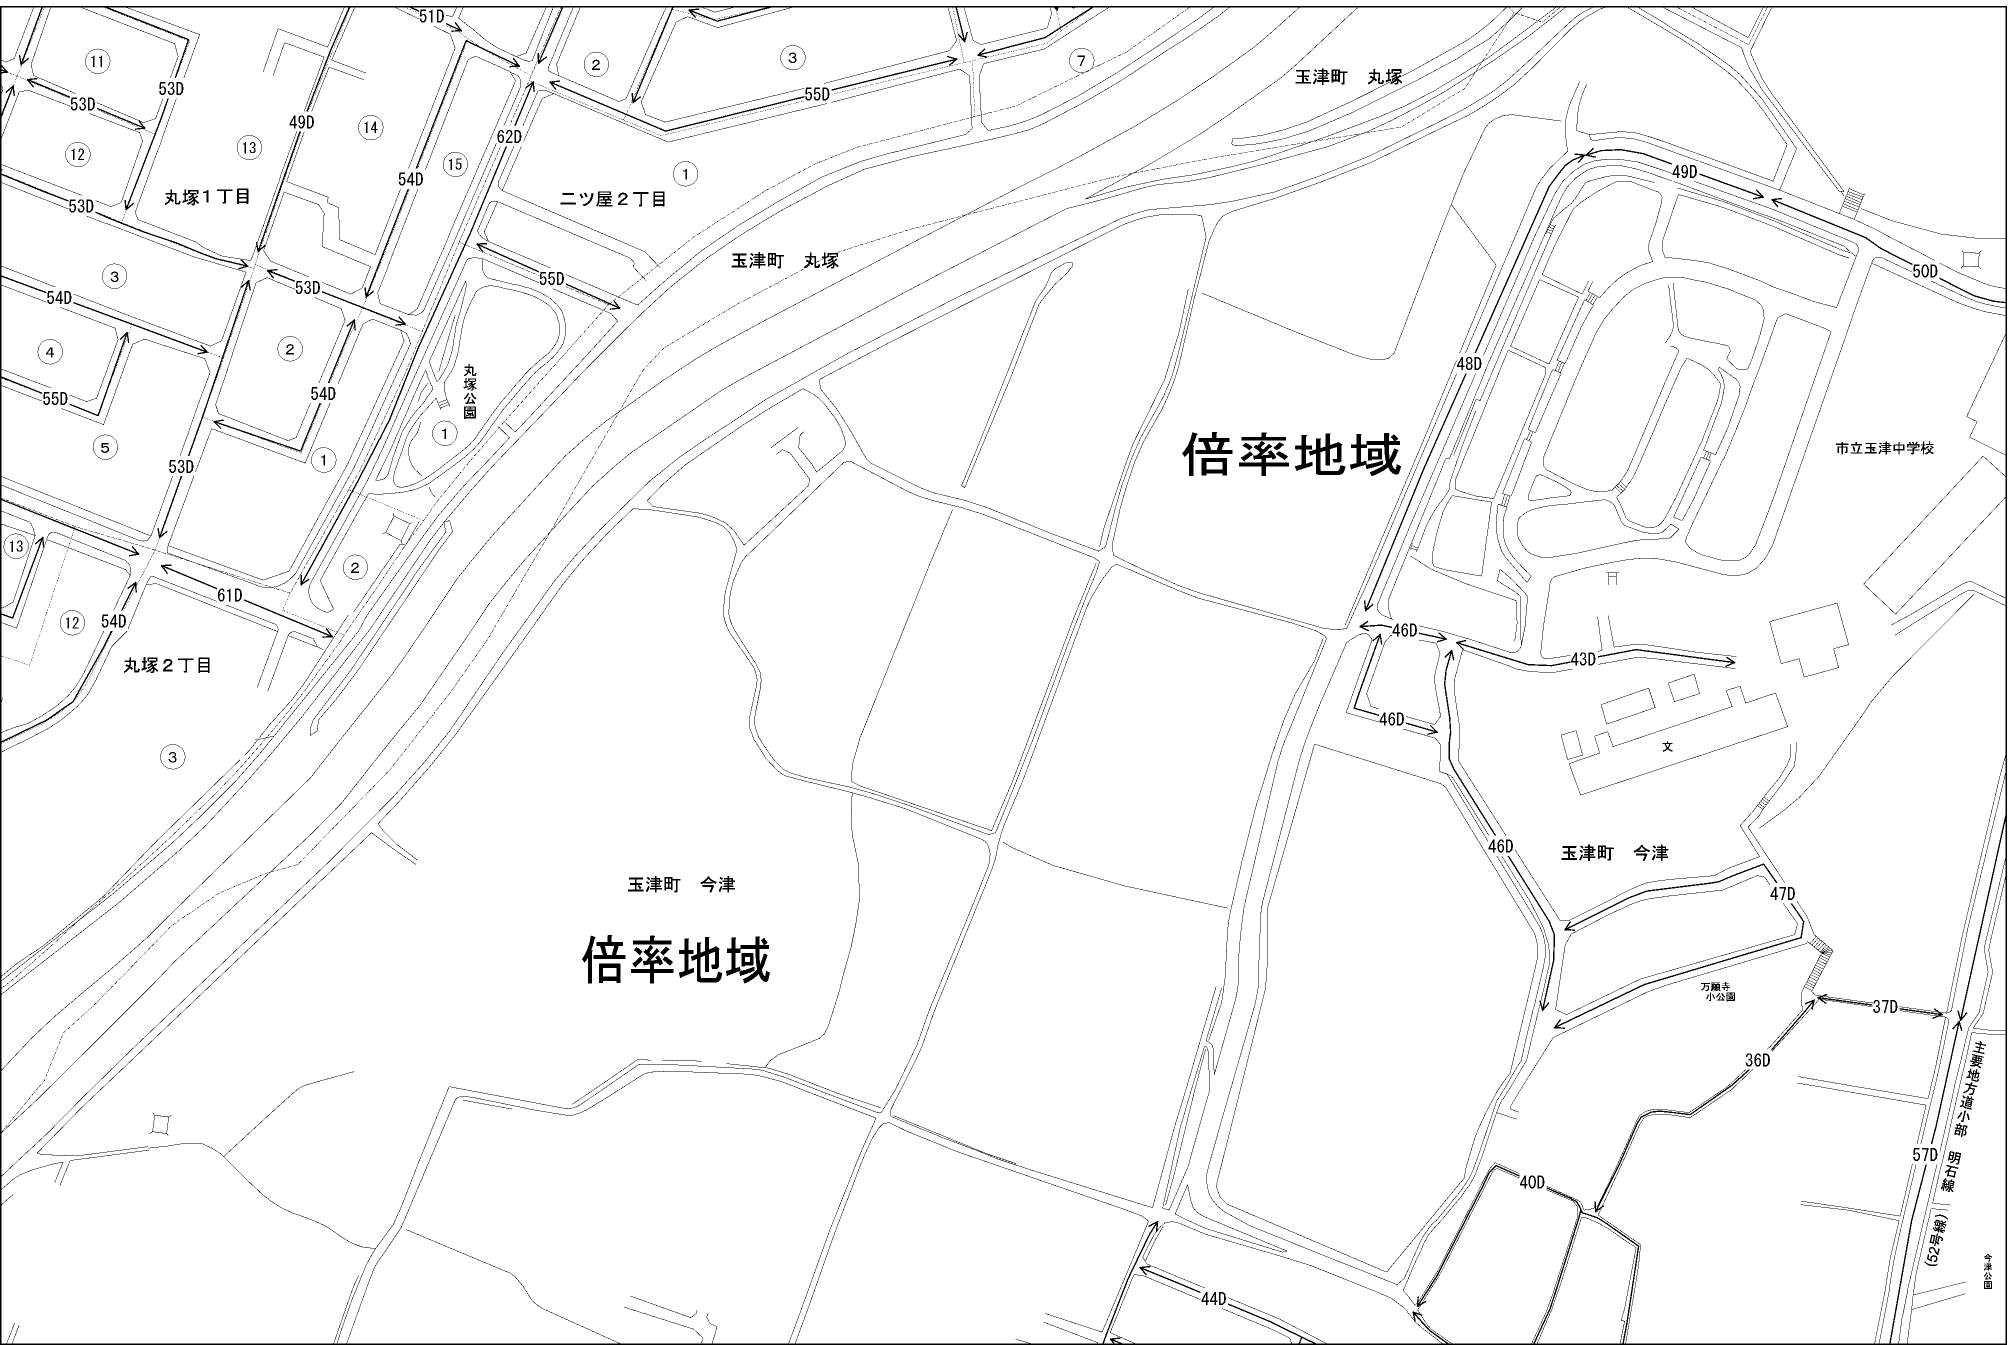 51D
⑪
53D
53D
49D
⑭
②
③
⑦
55D
62D
玉津町　丸塚
⑫
⑬
⑮
54D
①
49D
丸塚１丁目
53D
二ツ屋２丁目
③
54D
53D
55D
玉津町　丸塚
50D
④
②
55D
54D
丸塚公園
48D
⑤
53D
①
①
倍率地域
市立玉津中学校
⑬
②
61D
⑫
54D
丸塚２丁目
46D
43D
46D
③
文
46D
玉津町　今津
玉津町　今津
47D
倍率地域
万願寺
小公園
37D
36D
主要地方道小部　明石線
(52号線)
57D
40D
44D
今津公園